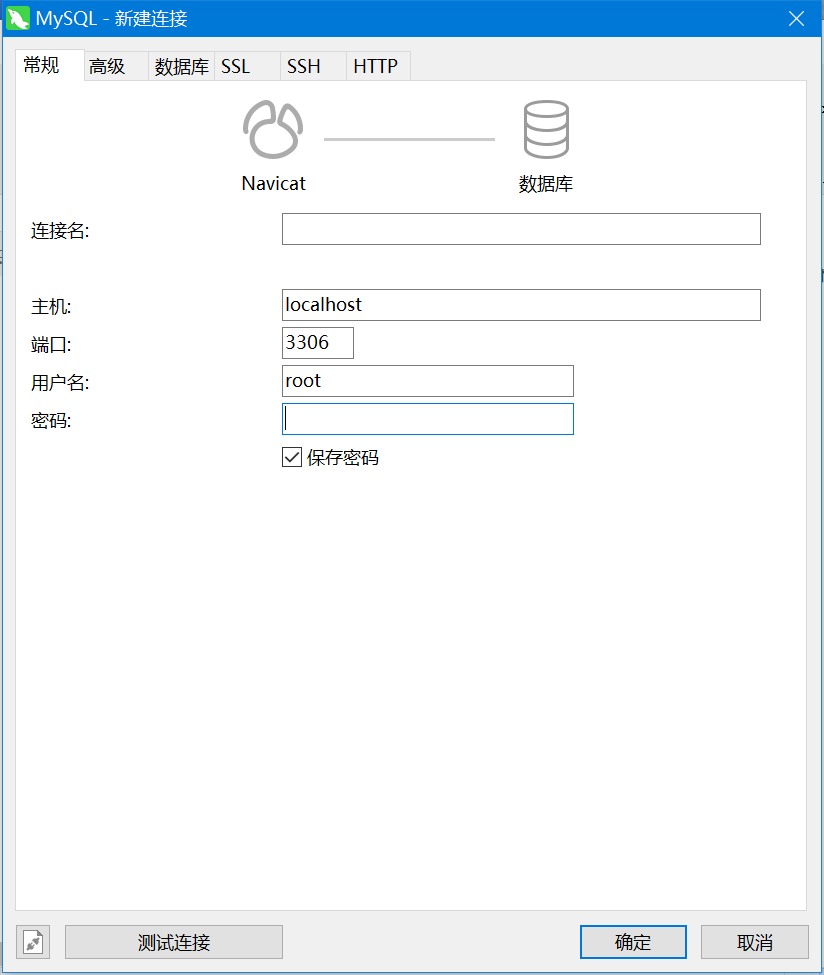 MySQL - 新建连接
常规 高级 数据库 SSL SSH HTTP
Navicat 数据库
连接名:
主机: localhost
端口: 3306
用户名: root
密码:
保存密码
测试连接 确定 取消